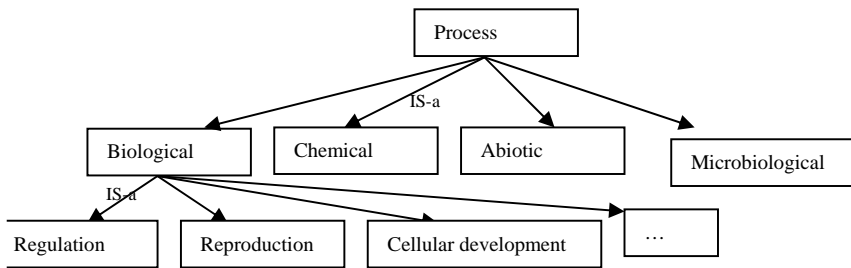 Process
IS-a
Biological
Chemical
Abiotic
Microbiological
IS-a
Regulation
Reproduction
Cellular development
…